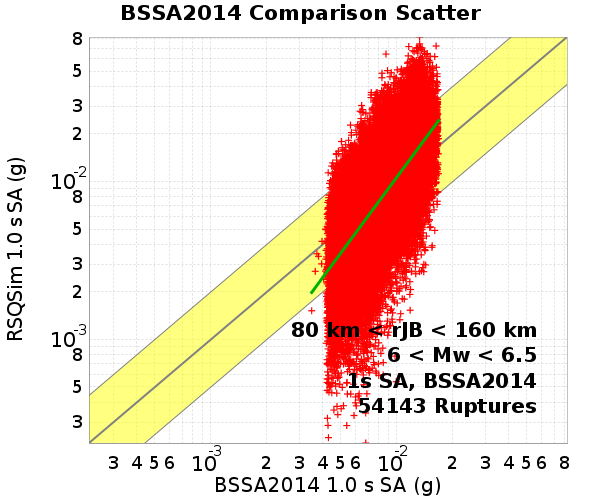 BSSA2014 Comparison Scatter
8
5
3
2
10-2
8
5
3
2
10-3
8
5
3
RSQSim 1.0 s SA (g)
80 km < rJB < 160 km
6 < Mw < 6.5
1s SA, BSSA2014
54143 Ruptures
3 4 5 6 10-3 2 3 4 5 6 10-2 2 3 4 5 6 8
BSSA2014 1.0 s SA (g)